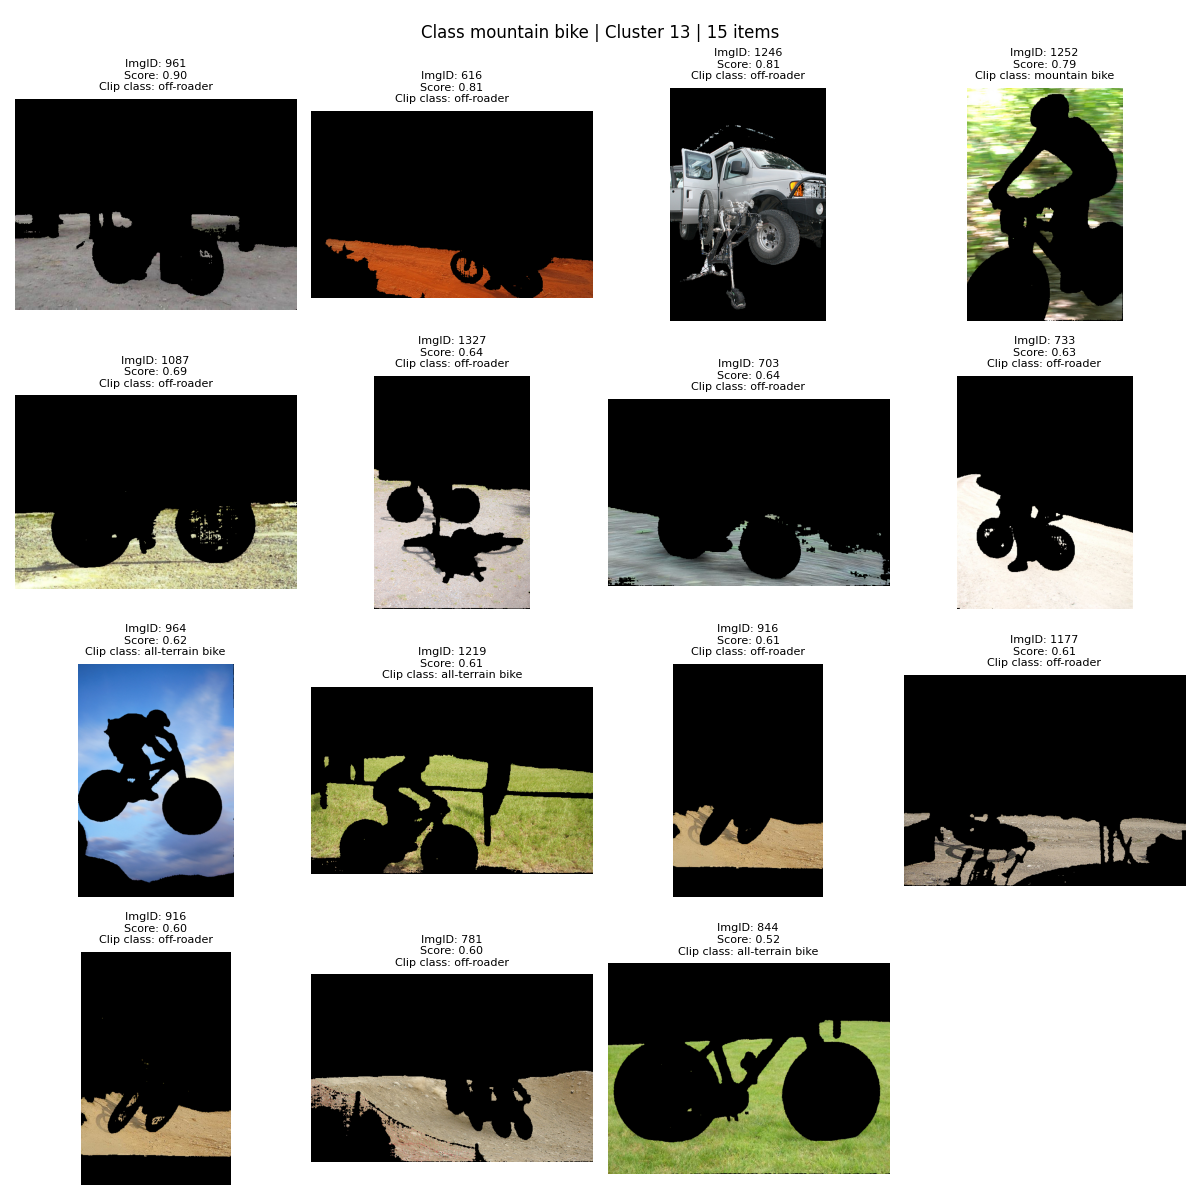 Class mountain bike | Cluster 13 | 15 items
ImgID: 961
Score: 0.90
Clip class: off-roader
ImgID: 616
Score: 0.81
Clip class: off-roader
ImgID: 1246
Score: 0.81
Clip class: off-roader
ImgID: 1252
Score: 0.79
Clip class: mountain bike
ImgID: 1087
Score: 0.69
Clip class: off-roader
ImgID: 1327
Score: 0.64
Clip class: off-roader
ImgID: 703
Score: 0.64
Clip class: off-roader
ImgID: 733
Score: 0.63
Clip class: off-roader
ImgID: 964
Score: 0.62
Clip class: all-terrain bike
ImgID: 1219
Score: 0.61
Clip class: all-terrain bike
ImgID: 916
Score: 0.61
Clip class: off-roader
ImgID: 1177
Score: 0.61
Clip class: off-roader
ImgID: 916
Score: 0.60
Clip class: off-roader
ImgID: 781
Score: 0.60
Clip class: off-roader
ImgID: 844
Score: 0.52
Clip class: all-terrain bike